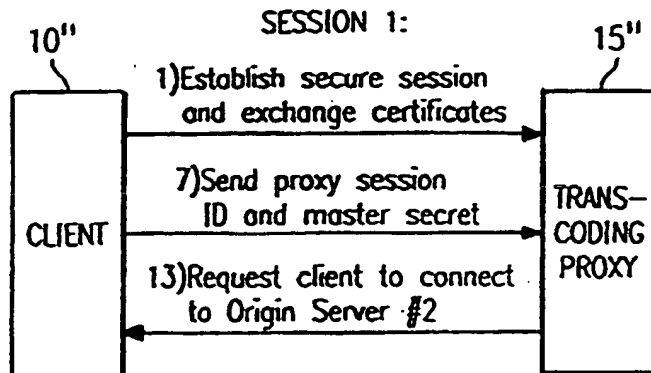 SESSION 1:
10"
15"
1)Establish secure session
and exchange certificates
7)Send proxy session
ID and master secret
CLIENT
TRANS-
CODING
PROXY
13)Request client to connect
to Origin Server #2